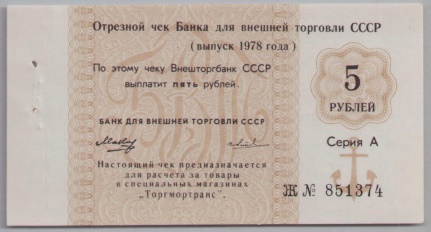 Отрезной чек Банка для внешней торговли СССР
(выпуск 1978 года)
По этому чеку Внешторгбанк СССР
выплатит пять рублей.
5
РУБЛЕЙ
БАНК ДЛЯ ВНЕШНЕЙ ТОРГОВЛИ СССР
Серия А
Настоящий чек предназначается
для расчета за товары
в специальных магазинах
„Торгмортранс".
Ж № 851374